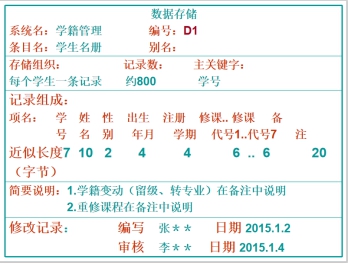 数据存储
系统名：学籍管理 编号：D1
条目名：学生名册 别名：
存储组织： 记录数： 主关键字：
每个学生一条记录 约800 学号
记录组成：
项名： 学 姓 性 出生 注册 修课.. 修课 备
号 名 别 年月 学期 代号1..代号7 注
近似长度7 10 2 4 4 6 .. 6 20
（字节）
简要说明：1.学籍变动（留级、转专业）在备注中说明
2.重修课程在备注中说明
修改记录： 编写 张** 日期 2015.1.2
审核 李** 日期 2015.1.4